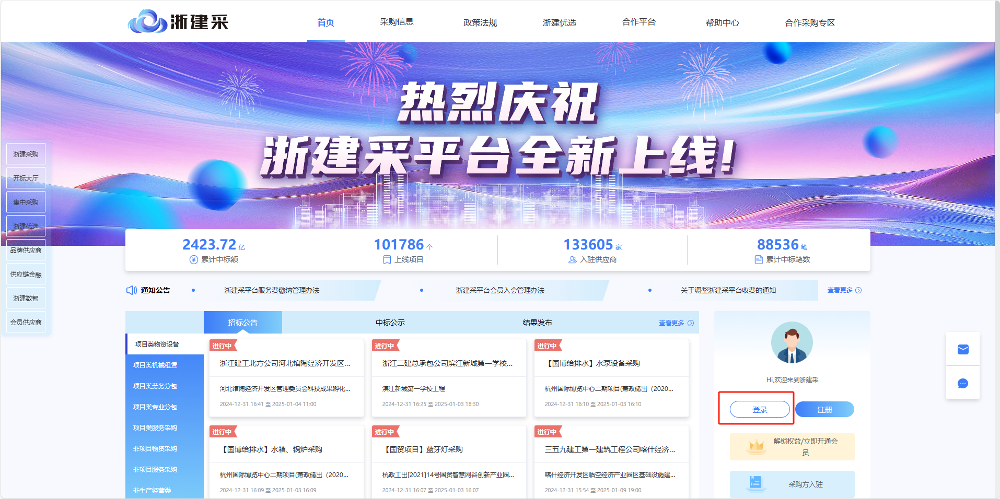 浙建采
首页
采购信息
政策法规
浙建优选
合作平台
帮助中心
合作采购专区
热烈庆祝
浙建采平台全新上线!
浙建采购
开标大厅
集中采购
浙建优选
品牌供应商
供应链金融
浙建数智
会员供应商
2423.72 亿
累计中标额
101786 个
上线项目
133605 家
入驻供应商
88536 笔
累计中标笔数
通知公告
浙建采平台服务费缴纳管理办法
浙建采平台会员入会管理办法
关于调整浙建采平台收费的通知
查看更多
招标公告
中标公示
结果发布
查看更多
项目类物资设备
项目类机械租赁
项目类劳务分包
项目类专业分包
项目类服务采购
非项目物资采购
非项目服务采购
非生产经营类
进行中
浙江建工北方公司河北馆陶经济开发区...
河北馆陶经济开发区管理委员会科技成果孵化...
2024-12-31 16:41 至 2025-01-04 11:00
进行中
浙江二建总承包公司滨江新城第一学校...
滨江新城第一学校工程
2024-12-31 16:25 至 2025-01-03 18:30
进行中
【国博给排水】水泵设备采购
杭州国际博览中心二期项目(萧政储出（2020...
2024-12-31 16:10 至 2025-01-03 16:10
进行中
【国博给排水】水箱、锅炉采购
杭州国际博览中心二期项目(萧政储出（2020...
2024-12-31 16:09 至 2025-01-03 16:09
进行中
【国贸项目】蓝牙灯采购
杭政工出[2021]14号国贸智慧网谷创新产业园...
2024-12-31 16:07 至 2025-01-03 16:07
进行中
三五九建工第一建筑工程公司喀什经济...
喀什经济开发区临空经济产业园区基础设施建...
2024-12-31 15:54 至 2025-01-09 19:00
Hi,欢迎来到浙建采
登录
注册
解锁权益/立即开通会
员
采购方入驻